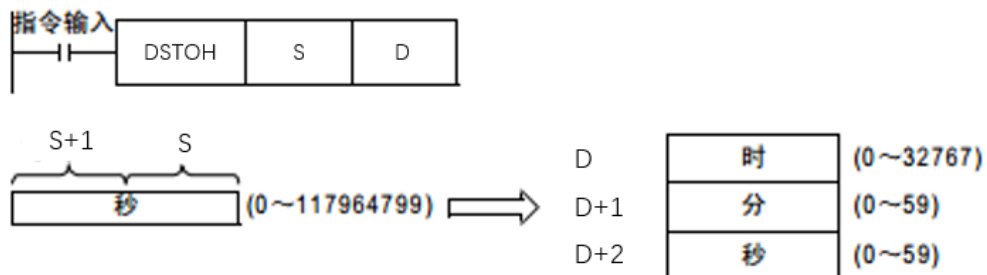 指令输入
DSTOH S D
S+1 S
秒 (0～117964799)
D 时 (0～32767)
D+1 分 (0～59)
D+2 秒 (0～59)